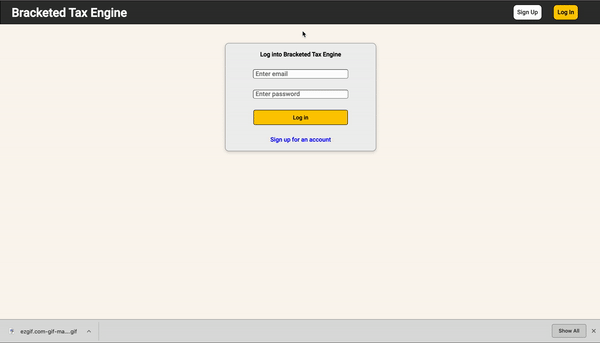 Bracketed Tax Engine
Sign Up
Log In
Log into Bracketed Tax Engine
Enter email
Enter password
Log in
Sign up for an account
ezgif.com-gif-ma....gif
Show All